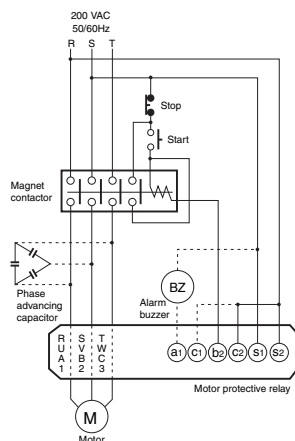 200 VAC
50/60Hz
R S T
Stop
Start
Magnet
contactor
BZ
Phase
advancing
capacitor
Alarm
buzzer
R U A 1
S V B 2
T W C 3
a1 c1 b2 c2 s1 s2
Motor protective relay
M
Motor